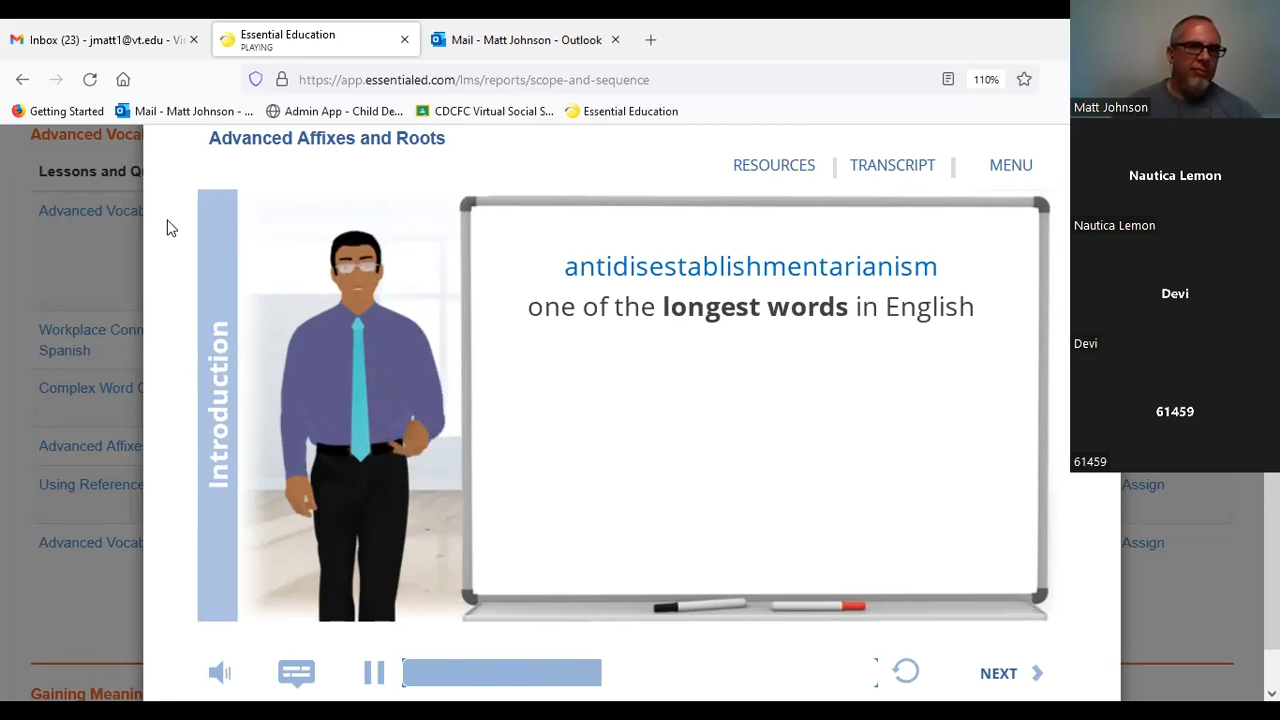 Inbox (23) - jmatt1@vt.edu - Vir
Essential Education
PLAYING
Mail - Matt Johnson - Outlook
https://app.essentialed.com/lms/reports/scope-and-sequence
110%
Getting Started
Mail - Matt Johnson - ...
Admin App - Child De...
CDCFC Virtual Social S...
Essential Education
Advanced Voca
Lessons and Qu
Advanced Vocab
Workplace Conn
Spanish
Complex Word C
Advanced Affixes
Using Reference
Advanced Vocab
Gaining Meaning
Advanced Affixes and Roots
RESOURCES
TRANSCRIPT
MENU
Introduction
antidisestablishmentarianism
one of the longest words in English
NEXT
Assign
Assign
Matt Johnson
Nautica Lemon
Nautica Lemon
Devi
Devi
61459
61459